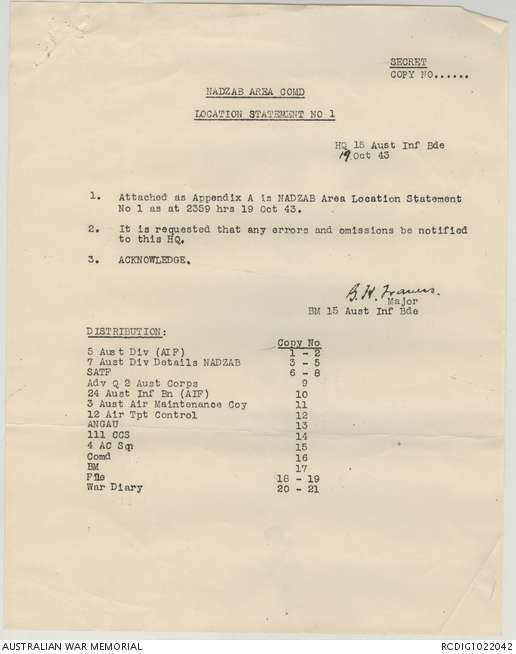 SECRET
COPY NO......
NADZAB AREA COMD
LOCATION STATEMENT NO 1
HQ 15 Aust Inf Bde
19 Oct 43
1. Attached as Appendix A is NADZAB Area Location Statement
No 1 as at 2359 hrs 19 Oct 43.
2. It is requested that any errors and omissions be notified
to this HQ.
3. ACKNOWLEDGE.
Major
BM 15 Aust Inf Bde
DISTRIBUTION:
Copy No
5 Aust Div (AIF) 1 - 2
7 Aust Div Details NADZAB 3 - 5
SATF 6 - 8
Adv Q 2 Aust Corps 9
24 Aust Inf Bn (AIF) 10
3 Aust Air Maintenance Coy 11
12 Air Tpt Control 12
ANGAU 13
111 CCS 14
4 AC Sqn 15
Comd 16
BM 17
File 18 - 19
War Diary 20 - 21
AUSTRALIAN WAR MEMORIAL
RCDIG1022042